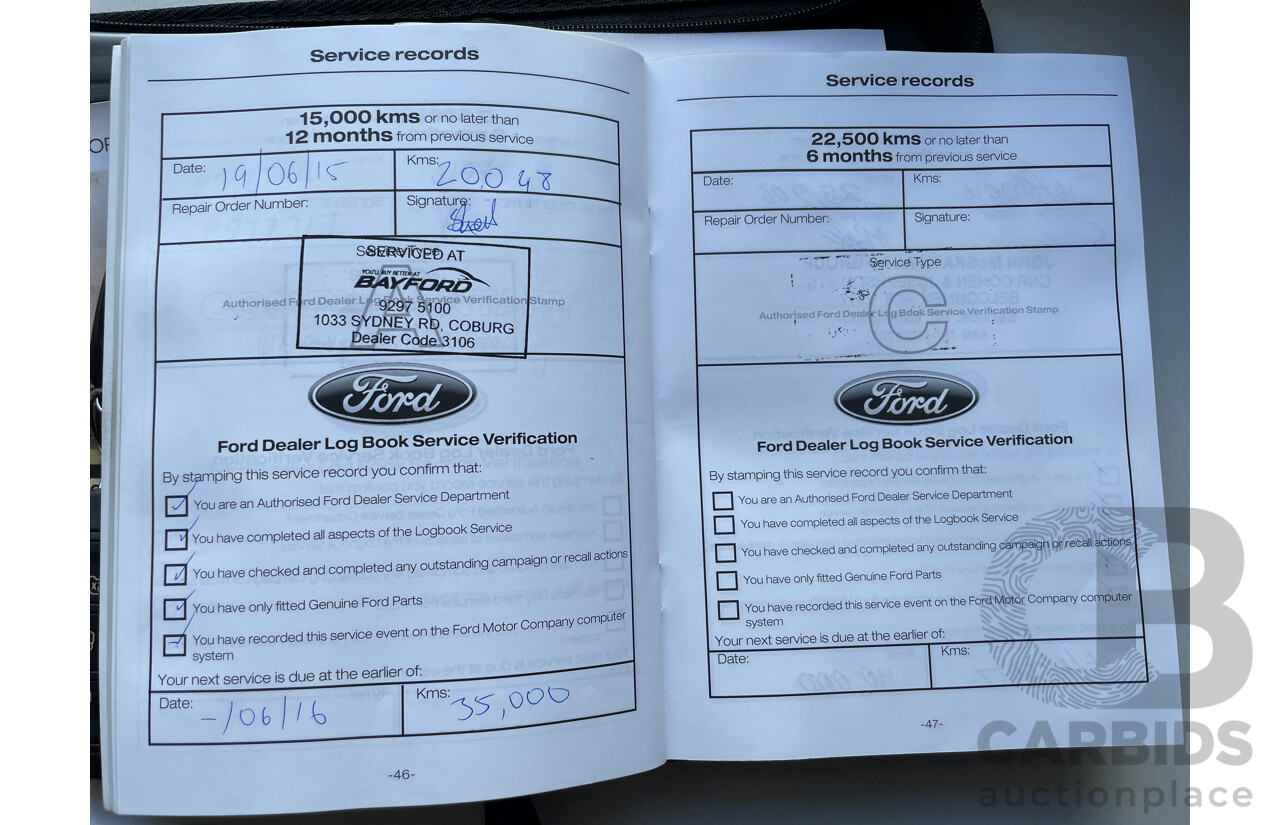 OF
Service records
15,000 kms or no later than
12 months from previous service
Date: 19/06/15 Kms: 20,048
Repair Order Number: Signature:
SERVICED AT
YOU'LL BUY BETTER AT
BAYFORD
Authorised Ford Dealer Log Book Service Verification Stamp
A
9297 5100
1033 SYDNEY RD, COBURG
Dealer Code 3106
Ford
Ford Dealer Log Book Service Verification
By stamping this service record you confirm that:
You are an Authorised Ford Dealer Service Department
You have completed all aspects of the Logbook Service
You have checked and completed any outstanding campaign or recall actions
You have only fitted Genuine Ford Parts
You have recorded this service event on the Ford Motor Company computer
system
Your next service is due at the earlier of:
Date: -/06/16 Kms: 35,000
-46-
Service records
22,500 kms or no later than
6 months from previous service
Date: Kms:
Repair Order Number: Signature:
Service Type
C
Authorised Ford Dealer Log Book Service Verification Stamp
Ford
Ford Dealer Log Book Service Verification
By stamping this service record you confirm that:
You are an Authorised Ford Dealer Service Department
You have completed all aspects of the Logbook Service
You have checked and completed any outstanding campaign or recall actions
You have only fitted Genuine Ford Parts
You have recorded this service event on the Ford Motor Company computer
system
Your next service is due at the earlier of:
Date: Kms:
-47-
CB
CARBIDS
auctionplace